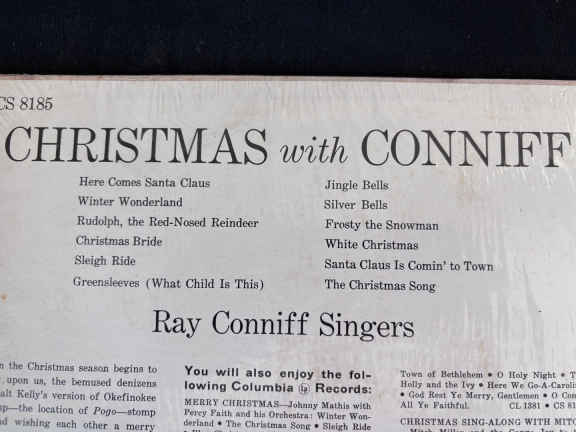 CS 8185
CHRISTMAS with CONNIFF
Here Comes Santa Claus
Winter Wonderland
Rudolph, the Red-Nosed Reindeer
Christmas Bride
Sleigh Ride
Greensleeves (What Child Is This)
Jingle Bells
Silver Bells
Frosty the Snowman
White Christmas
Santa Claus Is Comin' to Town
The Christmas Song
Ray Conniff Singers
the Christmas season begins to
upon us, the bemused denizens
alt Kelly's version of Okefinokee
p—the location of Pogo—stomp
d wishing each other a merry
You will also enjoy the fol-
lowing Columbia Lp Records:
MERRY CHRISTMAS—Johnny Mathis with
Percy Faith and his Orchestra: Winter Won-
derland • The Christmas Song • Sleigh Ride
Town of Bethlehem • O Holy Night • T
Holly and the Ivy • Here We Go A-Carolin
• God Rest Ye Merry, Gentlemen • O Com
All Ye Faithful. CL 1381 • CS 8
CHRISTMAS SING-ALONG WITH MITC